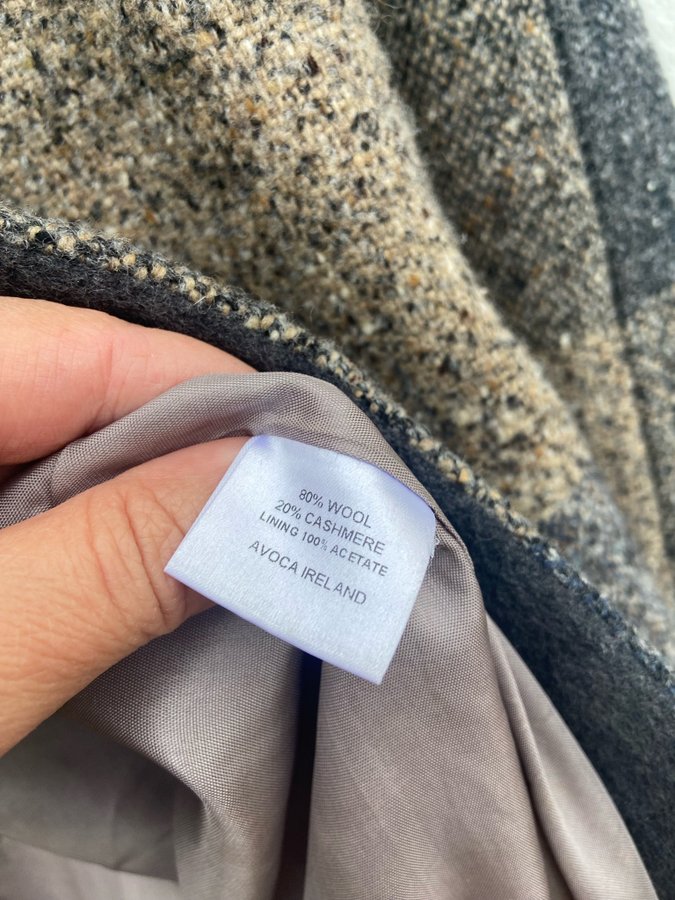 80% WOOL
20% CASHMERE
LINING 100% ACETATE
AVOCA IRELAND